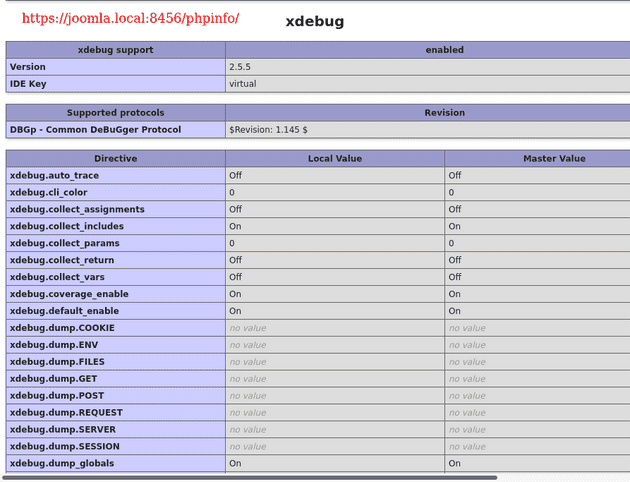 https://joomla.local:8456/phpinfo/
xdebug
xdebug support enabled
Version 2.5.5
IDE Key virtual
Supported protocols Revision
DBGp - Common DeBuGger Protocol $Revision: 1.145 $
Directive Local Value Master Value
xdebug.auto_trace Off Off
xdebug.cli_color 0 0
xdebug.collect_assignments Off Off
xdebug.collect_includes On On
xdebug.collect_params 0 0
xdebug.collect_return Off Off
xdebug.collect_vars Off Off
xdebug.coverage_enable On On
xdebug.default_enable On On
xdebug.dump.COOKIE no value no value
xdebug.dump.ENV no value no value
xdebug.dump.FILES no value no value
xdebug.dump.GET no value no value
xdebug.dump.POST no value no value
xdebug.dump.REQUEST no value no value
xdebug.dump.SERVER no value no value
xdebug.dump.SESSION no value no value
xdebug.dump_globals On On